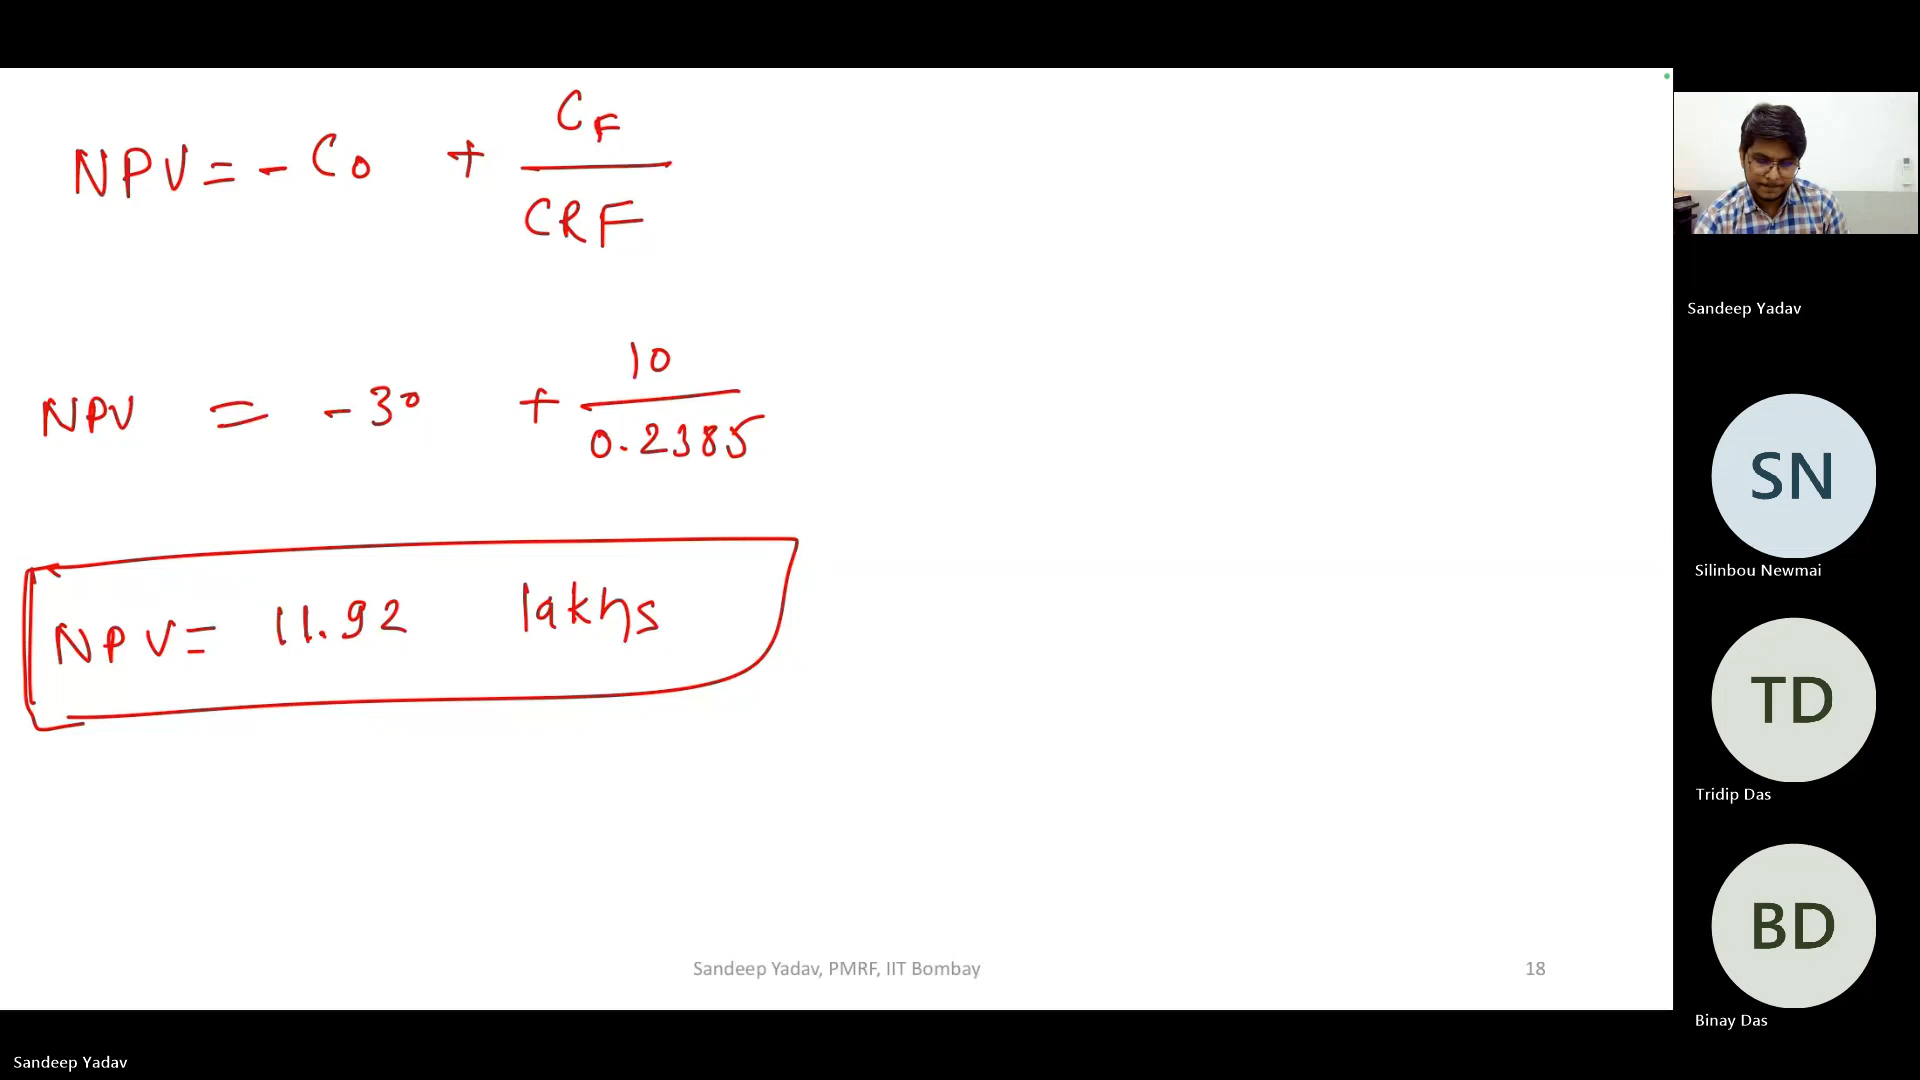 NPV = - C0 + CF
CRF
NPV = - 30 + 10
0.2385
NPV = 11.92 lakhs
Sandeep Yadav, PMRF, IIT Bombay
18
Sandeep Yadav
SN
Silinbou Newmai
TD
Tridip Das
BD
Binay Das
Sandeep Yadav